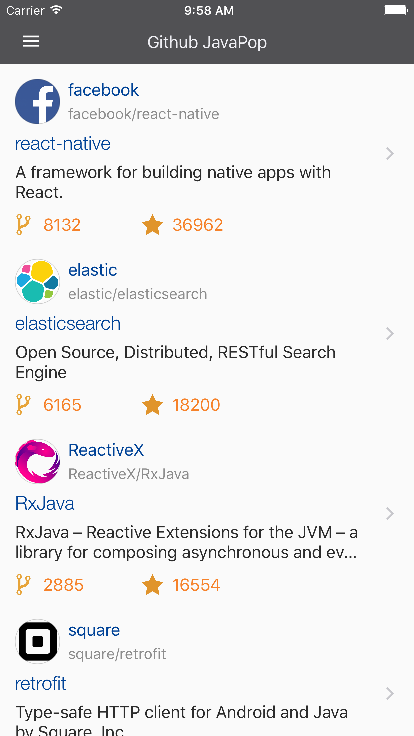 Carrier 9:58 AM
Github JavaPop
facebook
facebook/react-native
react-native
A framework for building native apps with
React.
8132 36962
elastic
elastic/elasticsearch
elasticsearch
Open Source, Distributed, RESTful Search
Engine
6165 18200
ReactiveX
ReactiveX/RxJava
RxJava
RxJava – Reactive Extensions for the JVM – a
library for composing asynchronous and ev...
2885 16554
square
square/retrofit
retrofit
Type-safe HTTP client for Android and Java
by Square, Inc.